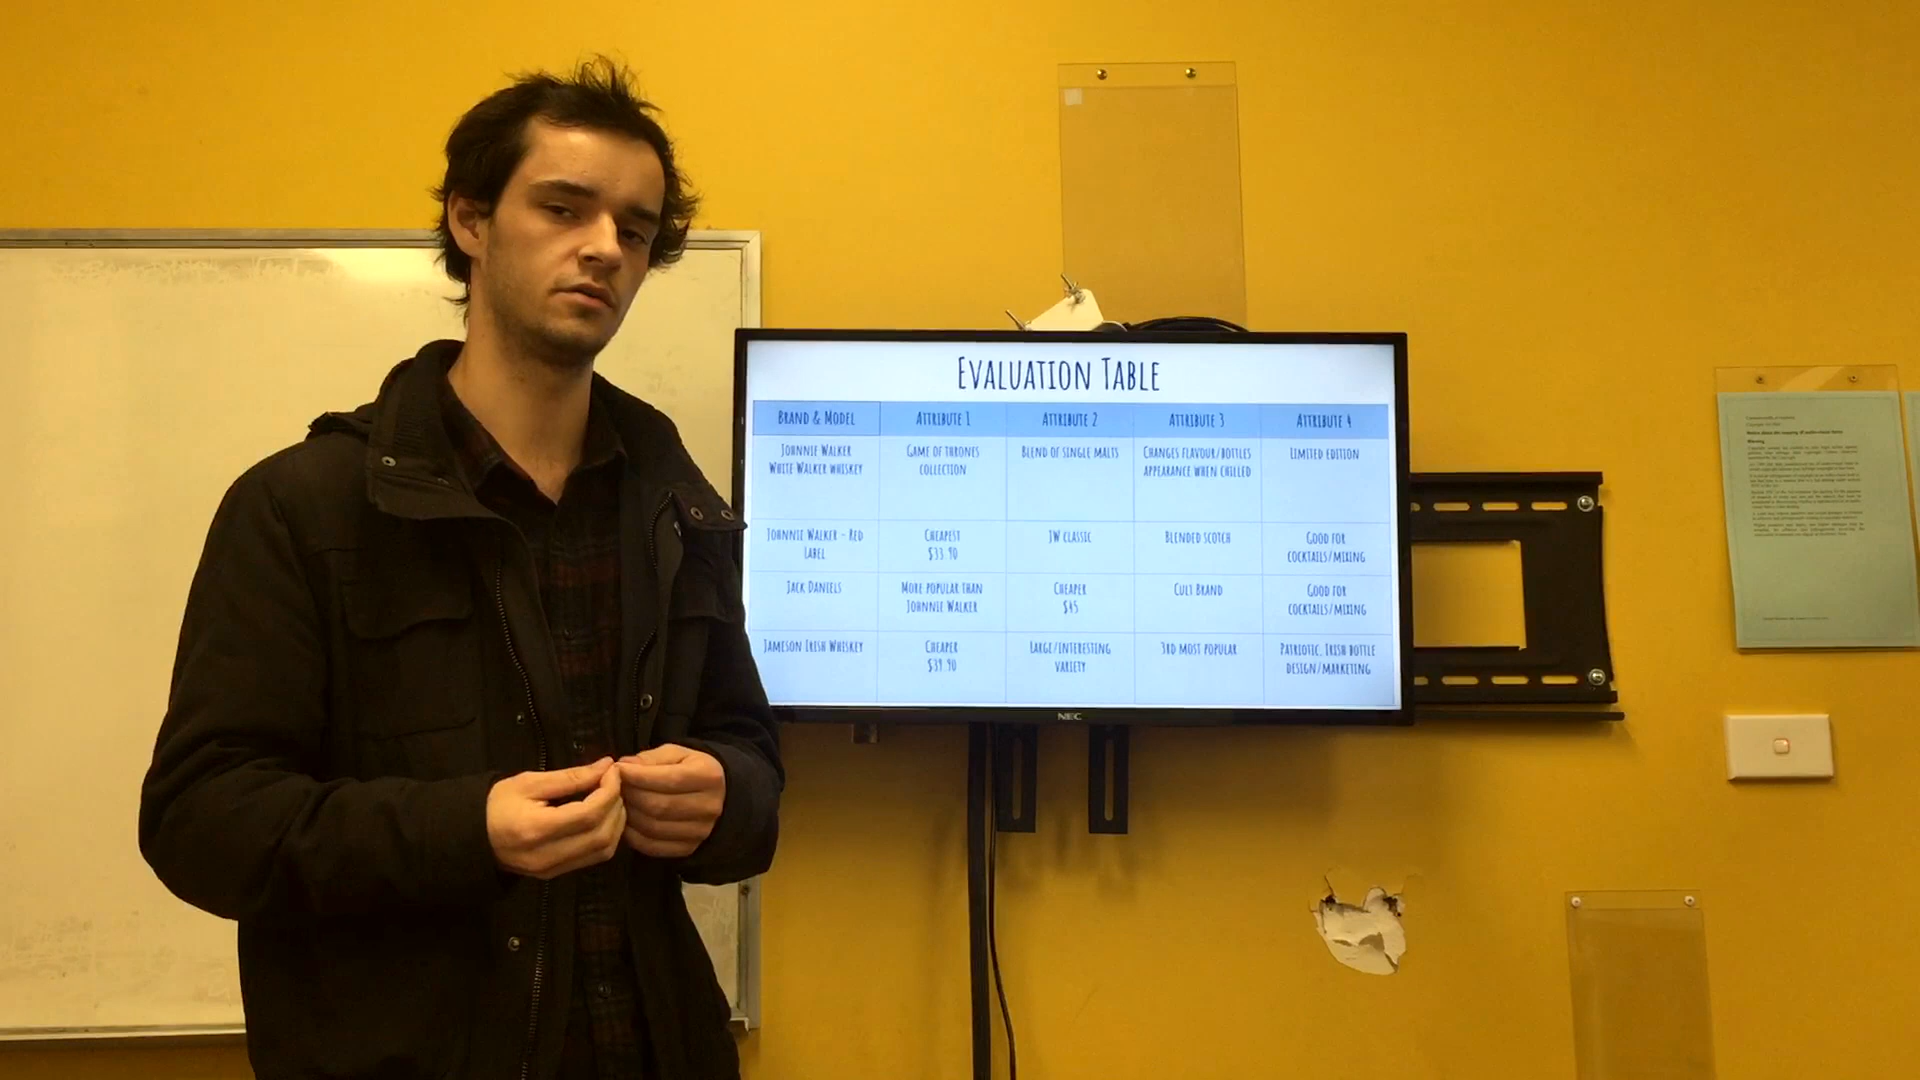 Evaluation Table
Brand & Model
Attribute 1
Attribute 2
Attribute 3
Attribute 4
Johnnie Walker
White Walker whiskey
Game of Thrones
collection
Blend of single malts
Changes flavour/bottles
appearance when chilled
Limited edition
Johnnie Walker - Red
Label
Cheapest
$33.90
JW classic
Blended scotch
Good for
cocktails/mixing
Jack Daniels
More popular than
Johnnie Walker
Cheaper
$45
Cult Brand
Good for
cocktails/mixing
Jameson Irish Whiskey
Cheaper
$39.90
Large/interesting
variety
3rd most popular
Patriotic, Irish bottle
design/marketing
NEC